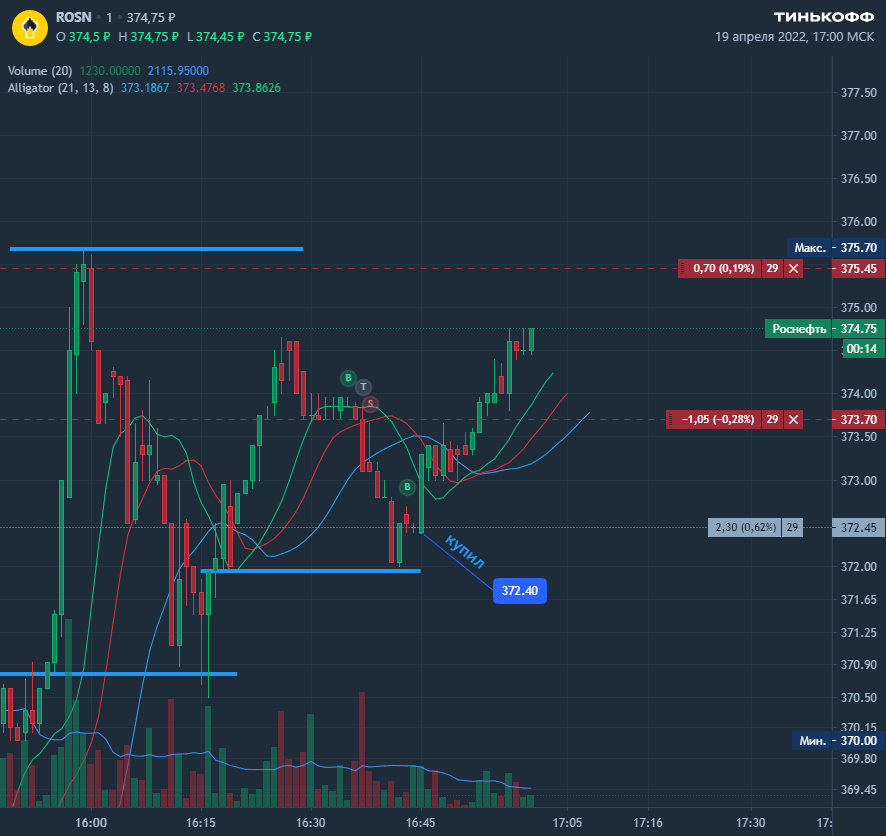 ROSN 1 374,75 ₽
ТИНЬКОФФ
О 374,5 ₽ H 374,75 ₽ L 374,45 ₽ C 374,75 ₽
19 апреля 2022, 17:00 МСК
Volume (20) 1230.00000 2115.95000
Alligator (21, 13, 8) 373.1867 373.4768 373.8626
377.50
377.00
376.50
376.00
Макс. 375.70
0,70 (0,19%) 29 375.45
375.00
Роснефть 374.75
00:14
B
T
S
374.00
−1,05 (−0,28%) 29 373.70
373.50
373.00
B
2,30 (0,62%) 29 372.45
купил
372.40
372.00
371.65
371.25
370.90
370.50
370.15
Мин. 370.00
369.80
369.45
16:00 16:15 16:30 16:45 17:05 17:16 17:30 17: